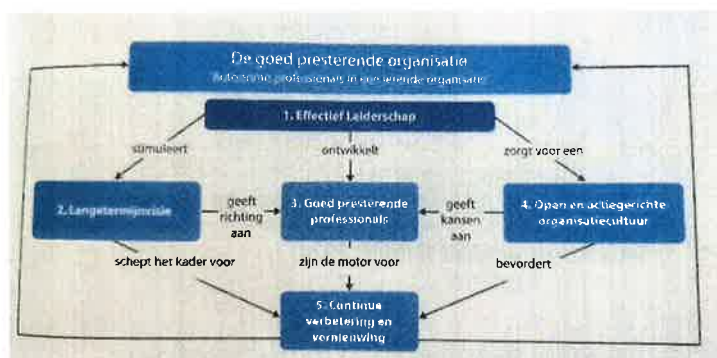 De goed presterende organisatie
Autonome professionals in een lerende organisatie
1. Effectief Leiderschap
stimuleert
ontwikkelt
zorgt voor een
2. Langetermijnvisie
geeft
richting
aan
3. Goed presterende
professionals
geeft
kansen
aan
4. Open en actiegerichte
organisatiecultuur
schept het kader voor
zijn de motor voor
bevordert
5. Continue
verbetering en
vernieuwing